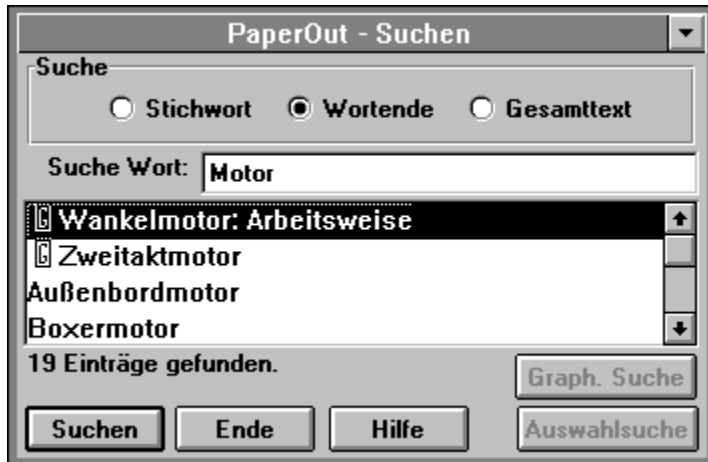 PaperOut - Suchen
Suche
Stichwort Wortende Gesamttext
Suche Wort: Motor
G Wankelmotor: Arbeitsweise
G Zweitaktmotor
Außenbordmotor
Boxermotor
19 Einträge gefunden.
Graph. Suche
Suchen Ende Hilfe Auswahlsuche